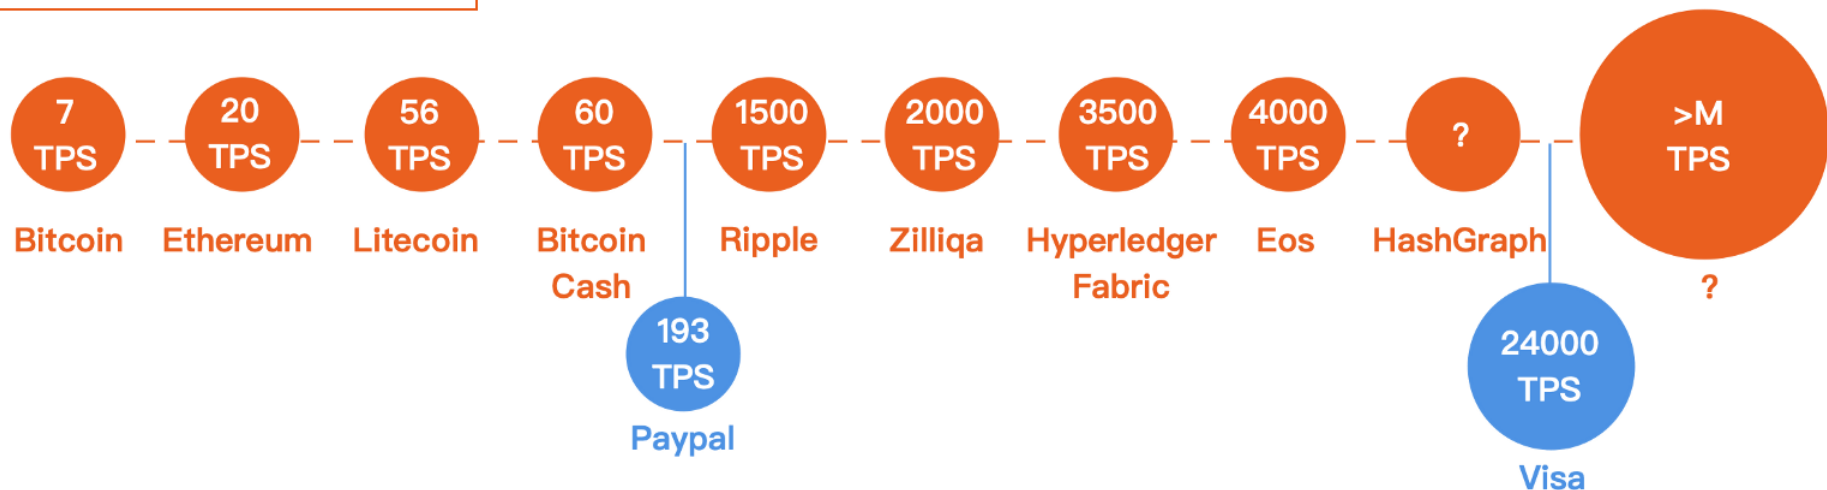 7
TPS
Bitcoin
20
TPS
Ethereum
56
TPS
Litecoin
60
TPS
Bitcoin
Cash
193
TPS
Paypal
1500
TPS
Ripple
2000
TPS
Zilliqa
3500
TPS
Hyperledger
Fabric
4000
TPS
Eos
?
HashGraph
24000
TPS
Visa
>M
TPS
?